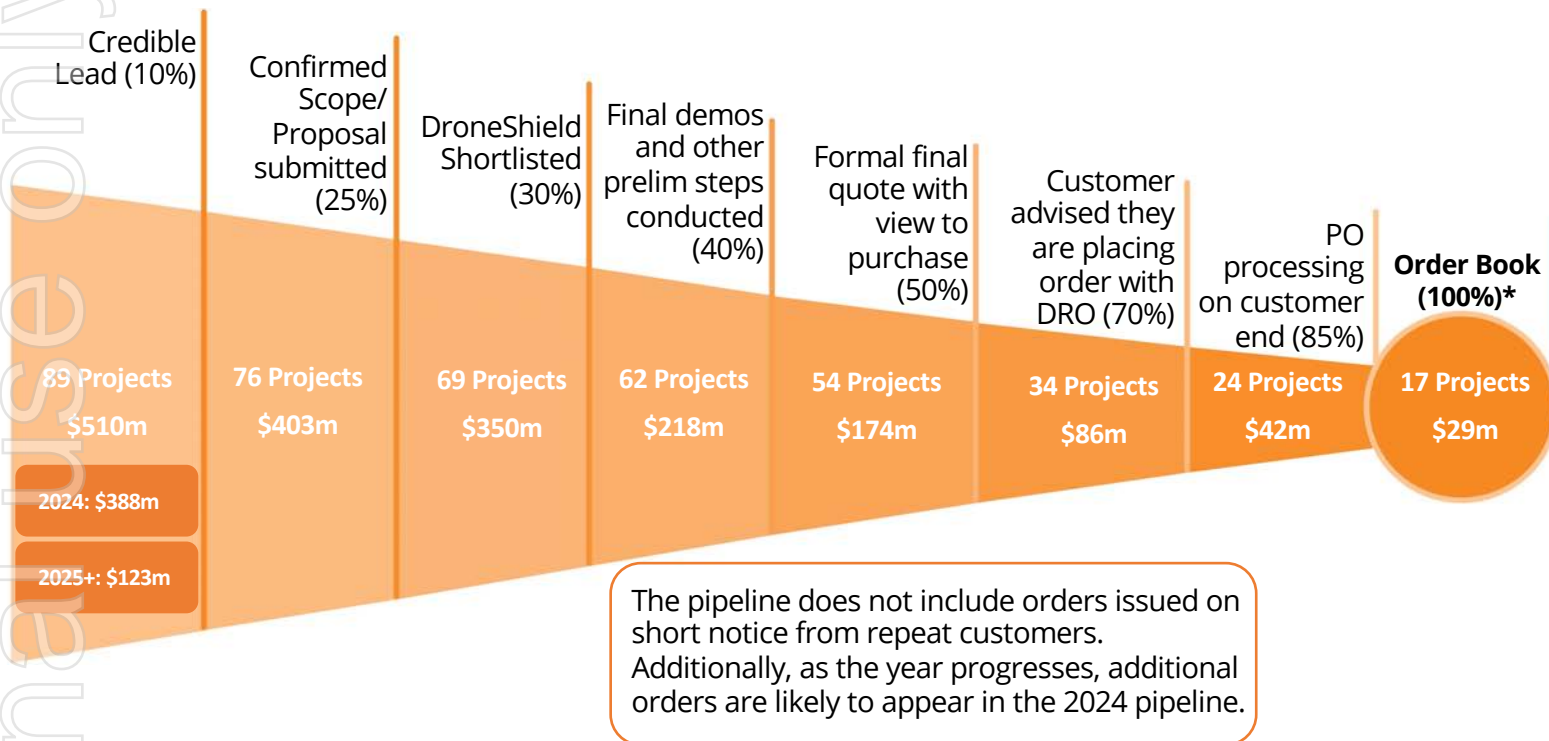 Credible
Lead (10%)
Confirmed
Scope/
Proposal
submitted
(25%)
DroneShield
Shortlisted
(30%)
Final demos
and other
prelim steps
conducted
(40%)
Formal final
quote with
view to
purchase
(50%)
Customer
advised they
are placing
order with
DRO (70%)
PO
processing
on customer
end (85%)
Order Book
(100%)*
89 Projects
$510m
76 Projects
$403m
69 Projects
$350m
62 Projects
$218m
54 Projects
$174m
34 Projects
$86m
24 Projects
$42m
17 Projects
$29m
2024: $388m
2025+: $123m
The pipeline does not include orders issued on
short notice from repeat customers.
Additionally, as the year progresses, additional
orders are likely to appear in the 2024 pipeline.
nal use only